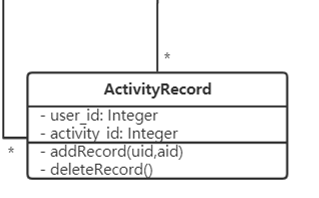 *
ActivityRecord
- user_id: Integer
- activity_id: Integer
* - addRecord(uid,aid)
- deleteRecord()